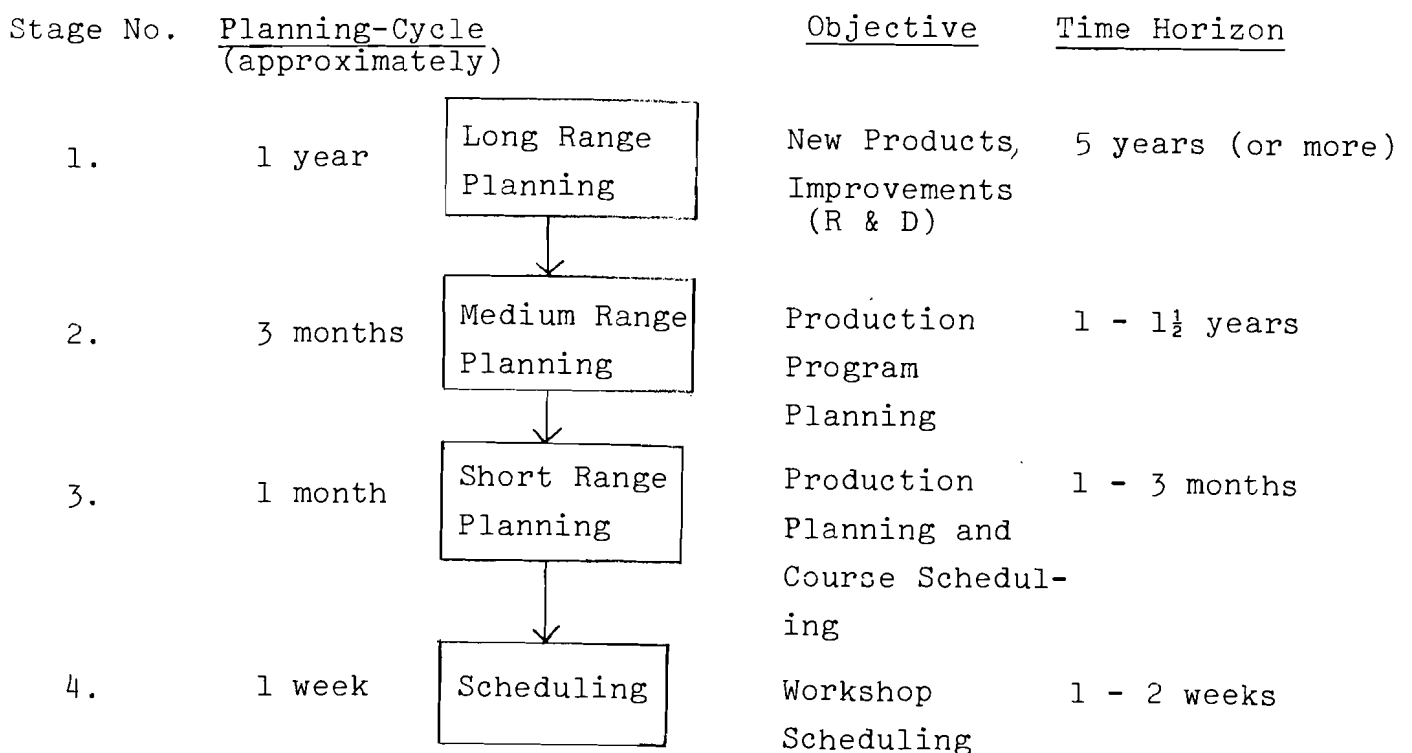 Stage No. Planning-Cycle Objective Time Horizon
(approximately)
1. 1 year Long Range New Products, 5 years (or more)
Planning Improvements
(R & D)
2. 3 months Medium Range Production 1 - 1½ years
Planning Program
Planning
3. 1 month Short Range Production 1 - 3 months
Planning Planning and
Course Schedul-
ing
4. 1 week Scheduling Workshop 1 - 2 weeks
Scheduling